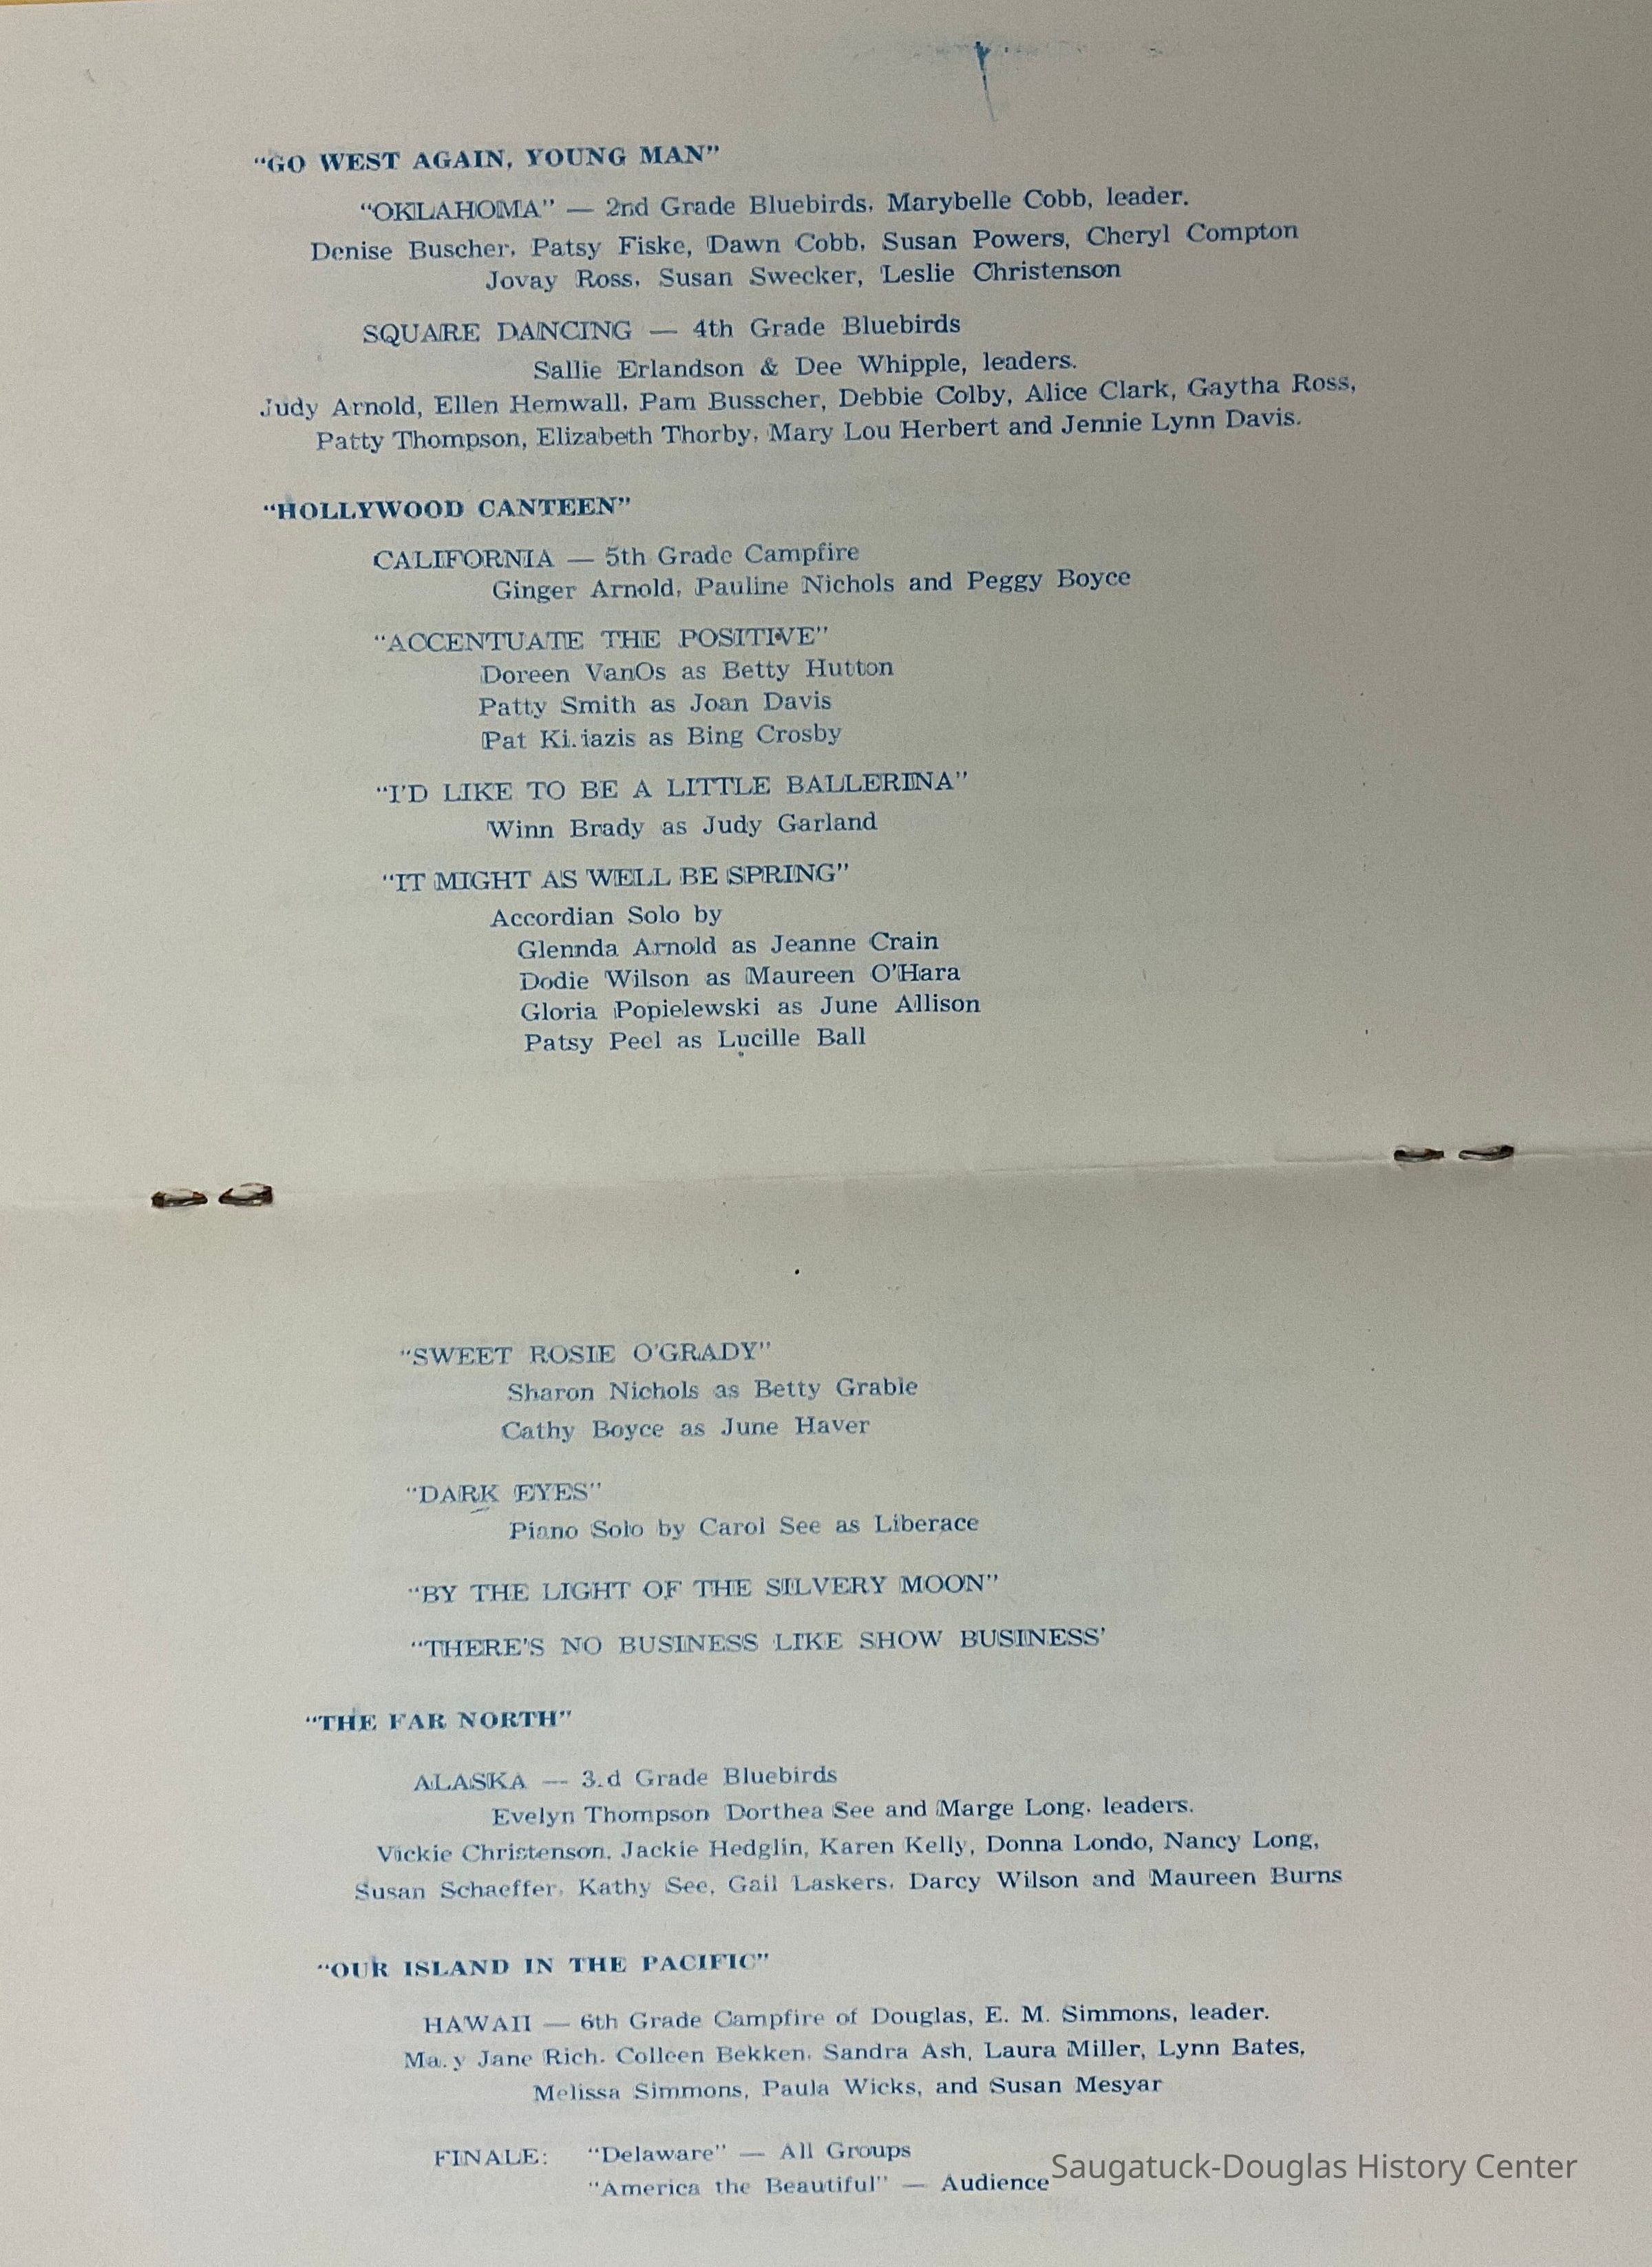 “GO WEST AGAIN, YOUNG MAN”
“OKLAHOMA” — 2nd Grade Bluebirds, Marybelle Cobb, leader.
Denise Buscher, Patsy Fiske, Dawn Cobb, Susan Powers, Cheryl Compton
Jovay Ross, Susan Swecker, Leslie Christenson
SQUARE DANCING — 4th Grade Bluebirds
Sallie Erlandson & Dee Whipple, leaders.
Judy Arnold, Ellen Hemwall, Pam Busscher, Debbie Colby, Alice Clark, Gaytha Ross,
Patty Thompson, Elizabeth Thorby, Mary Lou Herbert and Jennie Lynn Davis.
“HOLLYWOOD CANTEEN”
CALIFORNIA — 5th Grade Campfire
Ginger Arnold, Pauline Nichols and Peggy Boyce
“ACCENTUATE THE POSITIVE”
Doreen VanOs as Betty Hutton
Patty Smith as Joan Davis
Pat Ki.iazis as Bing Crosby
“I’D LIKE TO BE A LITTLE BALLERINA”
Winn Brady as Judy Garland
“IT MIGHT AS WELL BE SPRING”
Accordian Solo by
Glennda Arnold as Jeanne Crain
Dodie Wilson as Maureen O’Hara
Gloria Popielewski as June Allison
Patsy Peel as Lucille Ball
“SWEET ROSIE O’GRADY”
Sharon Nichols as Betty Grable
Cathy Boyce as June Haver
“DARK EYES”
Piano Solo by Carol See as Liberace
“BY THE LIGHT OF THE SILVERY MOON”
“THERE’S NO BUSINESS LIKE SHOW BUSINESS’
“THE FAR NORTH”
ALASKA — 3.d Grade Bluebirds
Evelyn Thompson Dorthea See and Marge Long, leaders.
Vickie Christenson, Jackie Hedglin, Karen Kelly, Donna Londo, Nancy Long,
Susan Schaeffer, Kathy See, Gail Laskers, Darcy Wilson and Maureen Burns
“OUR ISLAND IN THE PACIFIC”
HAWAII — 6th Grade Campfire of Douglas, E. M. Simmons, leader.
Ma.y Jane Rich, Colleen Bekken, Sandra Ash, Laura Miller, Lynn Bates,
Melissa Simmons, Paula Wicks, and Susan Mesyar
FINALE: “Delaware” — All Groups
“America the Beautiful” — Audience
Saugatuck-Douglas History Center